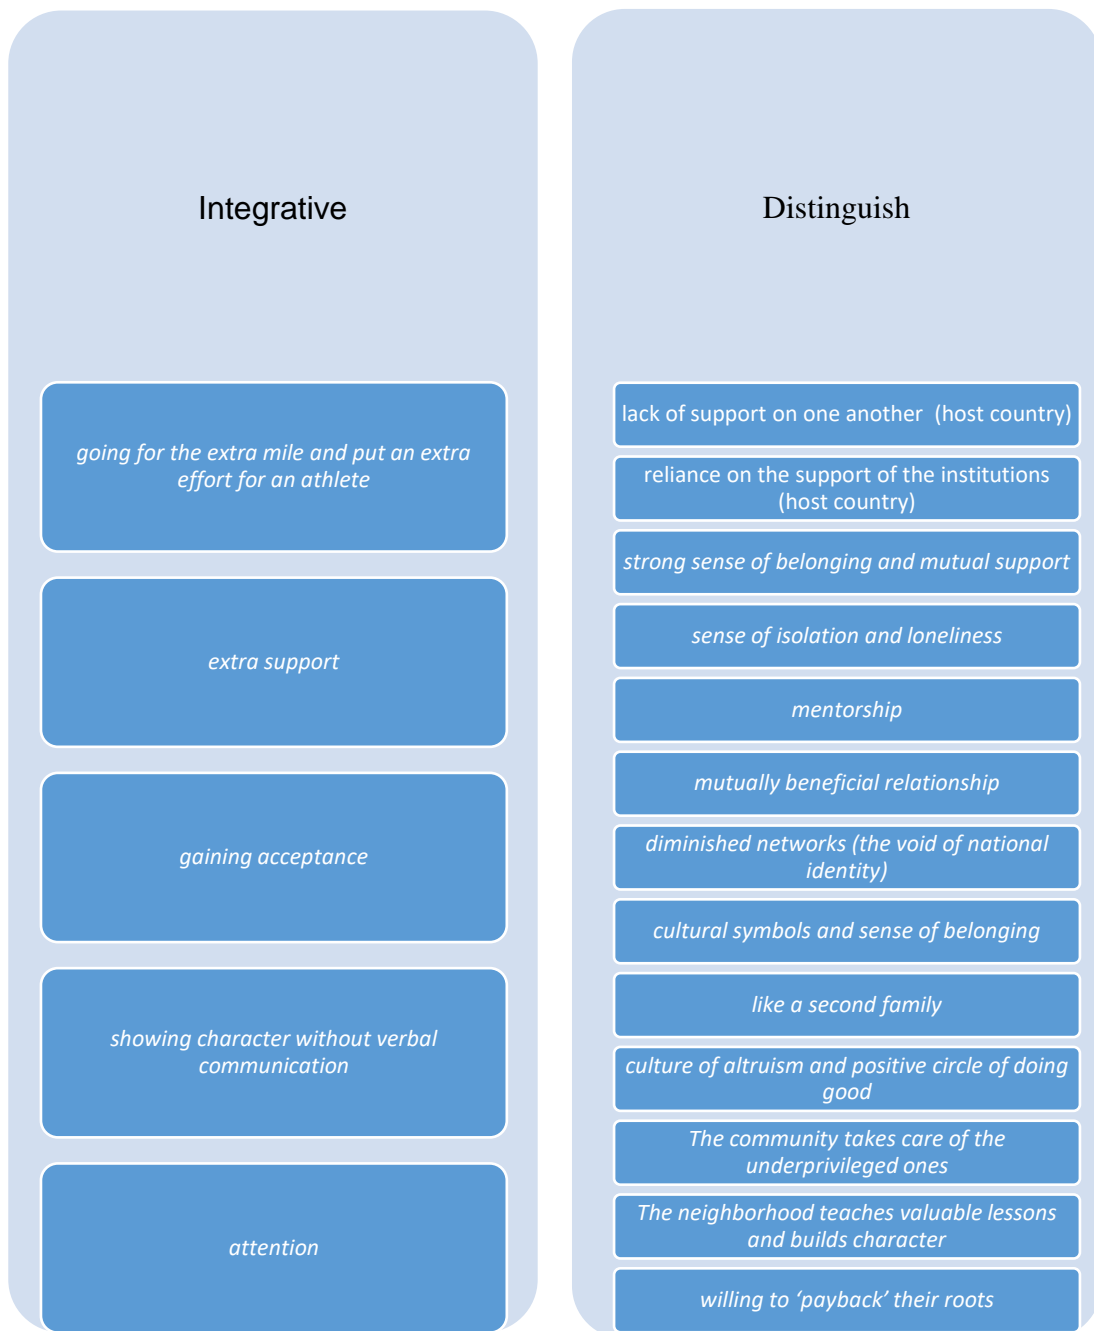 Integrative
going for the extra mile and put an extra
effort for an athlete
extra support
gaining acceptance
showing character without verbal
communication
attention
Distinguish
lack of support on one another  (host country)
reliance on the support of the institutions
(host country)
strong sense of belonging and mutual support
sense of isolation and loneliness
mentorship
mutually beneficial relationship
diminished networks (the void of national
identity)
cultural symbols and sense of belonging
like a second family
culture of altruism and positive circle of doing
good
The community takes care of the
underprivileged ones
The neighborhood teaches valuable lessons
and builds character
willing to ‘payback’ their roots